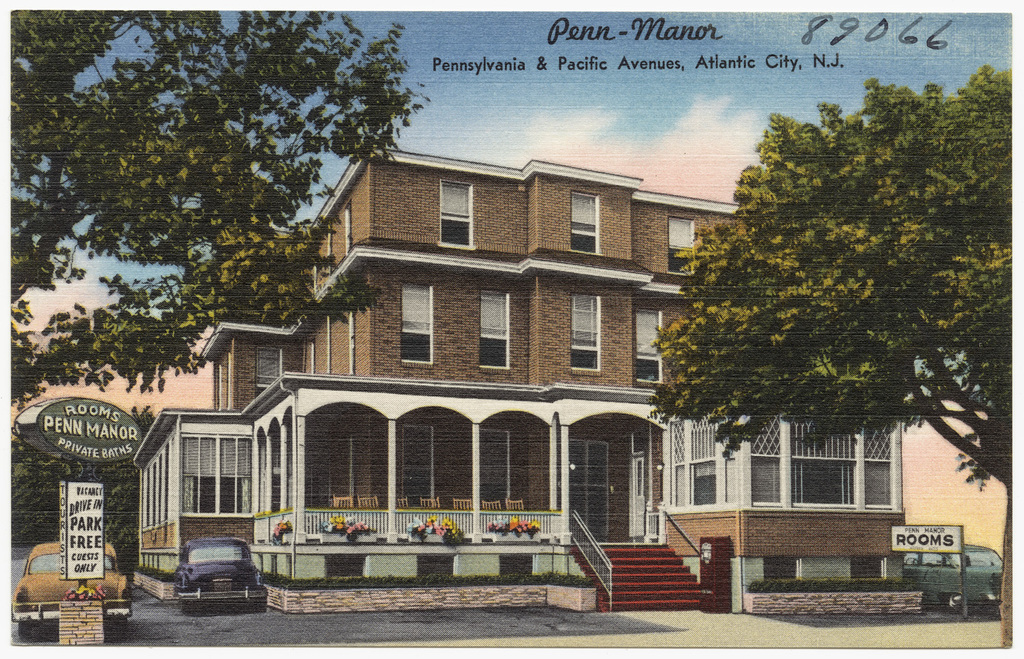 Penn-Manor
89066
Pennsylvania & Pacific Avenues, Atlantic City, N.J.
ROOMS
PENN MANOR
PRIVATE BATHS
TOURISTS
VACANCY
DRIVE IN
PARK
FREE
GUESTS
ONLY
PENN MANOR
ROOMS